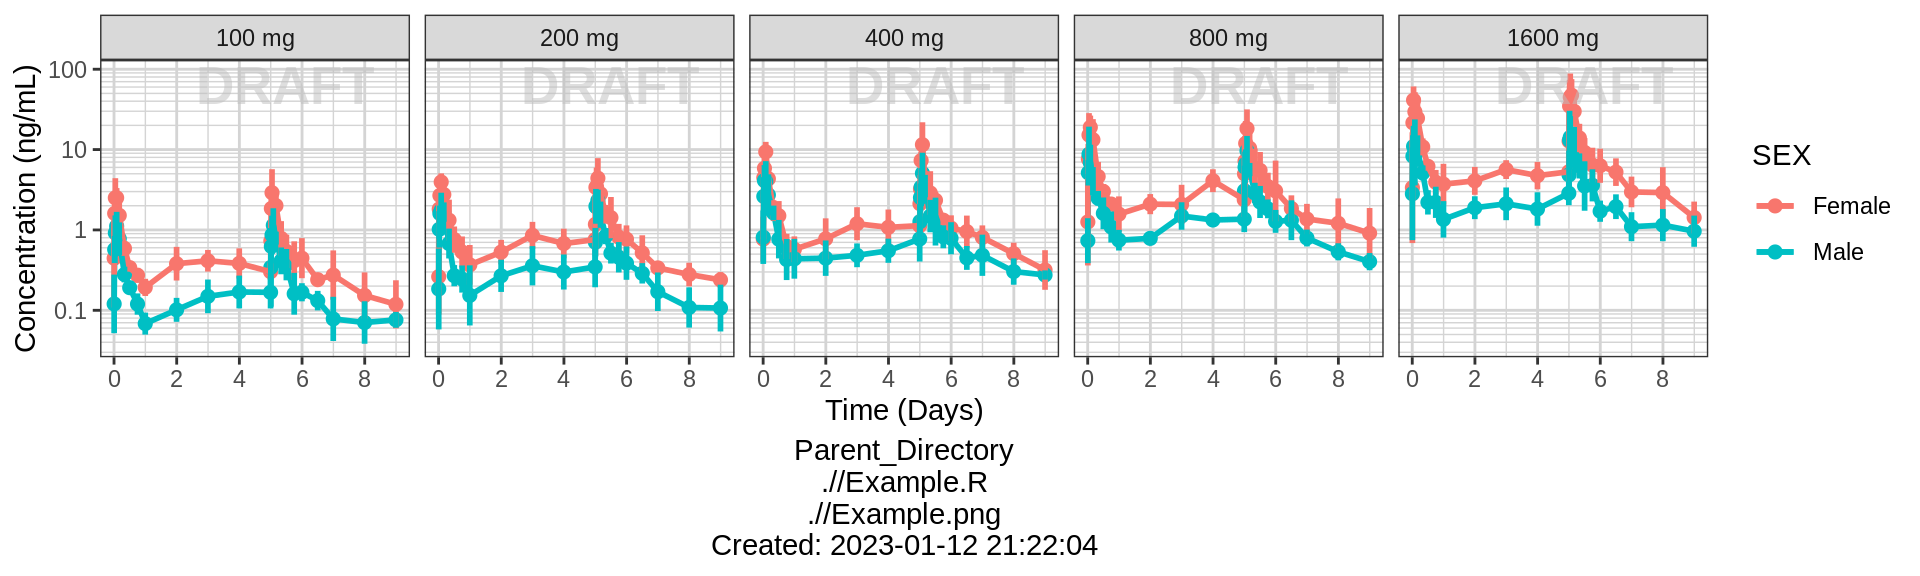 100 mg 200 mg 400 mg 800 mg 1600 mg
DRAFT DRAFT DRAFT DRAFT DRAFT
Concentration (ng/mL)
100
10
1
0.1
0 2 4 6 8 0 2 4 6 8 0 2 4 6 8 0 2 4 6 8 0 2 4 6 8
Time (Days)
SEX
Female
Male
Parent_Directory
.//Example.R
.//Example.png
Created: 2023-01-12 21:22:04